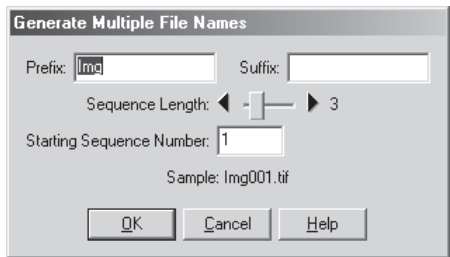 Generate Multiple File Names
Prefix: Img Suffix:
Sequence Length: 3
Starting Sequence Number: 1
Sample: Img001.tif
OK Cancel Help